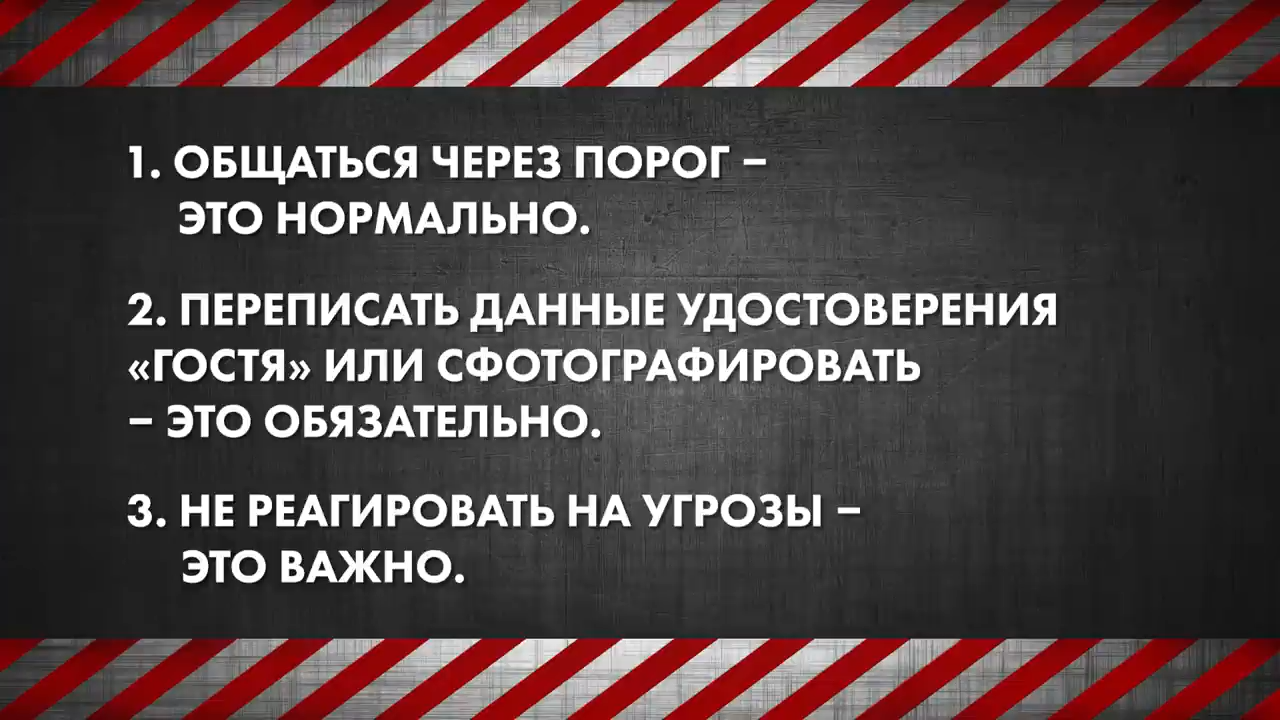 1. ОБЩАТЬСЯ ЧЕРЕЗ ПОРОГ –
ЭТО НОРМАЛЬНО.
2. ПЕРЕПИСАТЬ ДАННЫЕ УДОСТОВЕРЕНИЯ
«ГОСТЯ» ИЛИ СФОТОГРАФИРОВАТЬ
– ЭТО ОБЯЗАТЕЛЬНО.
3. НЕ РЕАГИРОВАТЬ НА УГРОЗЫ –
ЭТО ВАЖНО.